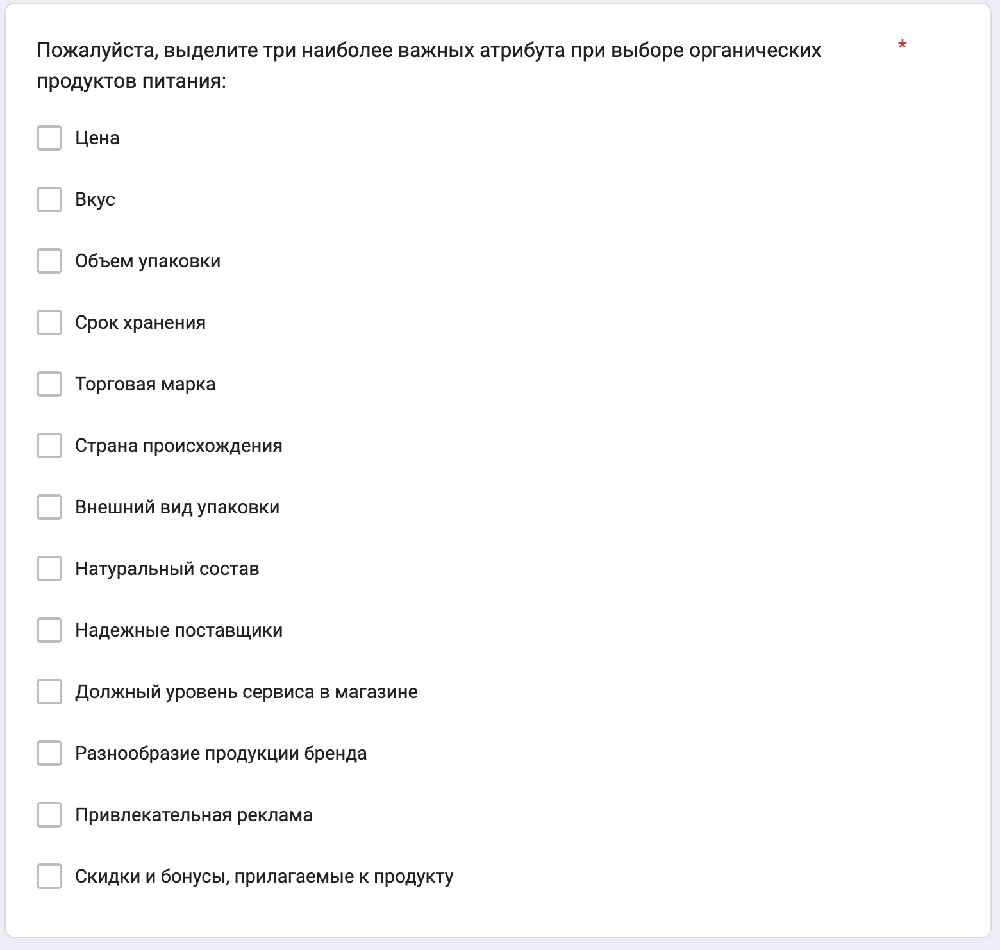 Пожалуйста, выделите три наиболее важных атрибута при выборе органических *
продуктов питания:
Цена
Вкус
Объем упаковки
Срок хранения
Торговая марка
Страна происхождения
Внешний вид упаковки
Натуральный состав
Надежные поставщики
Должный уровень сервиса в магазине
Разнообразие продукции бренда
Привлекательная реклама
Скидки и бонусы, прилагаемые к продукту